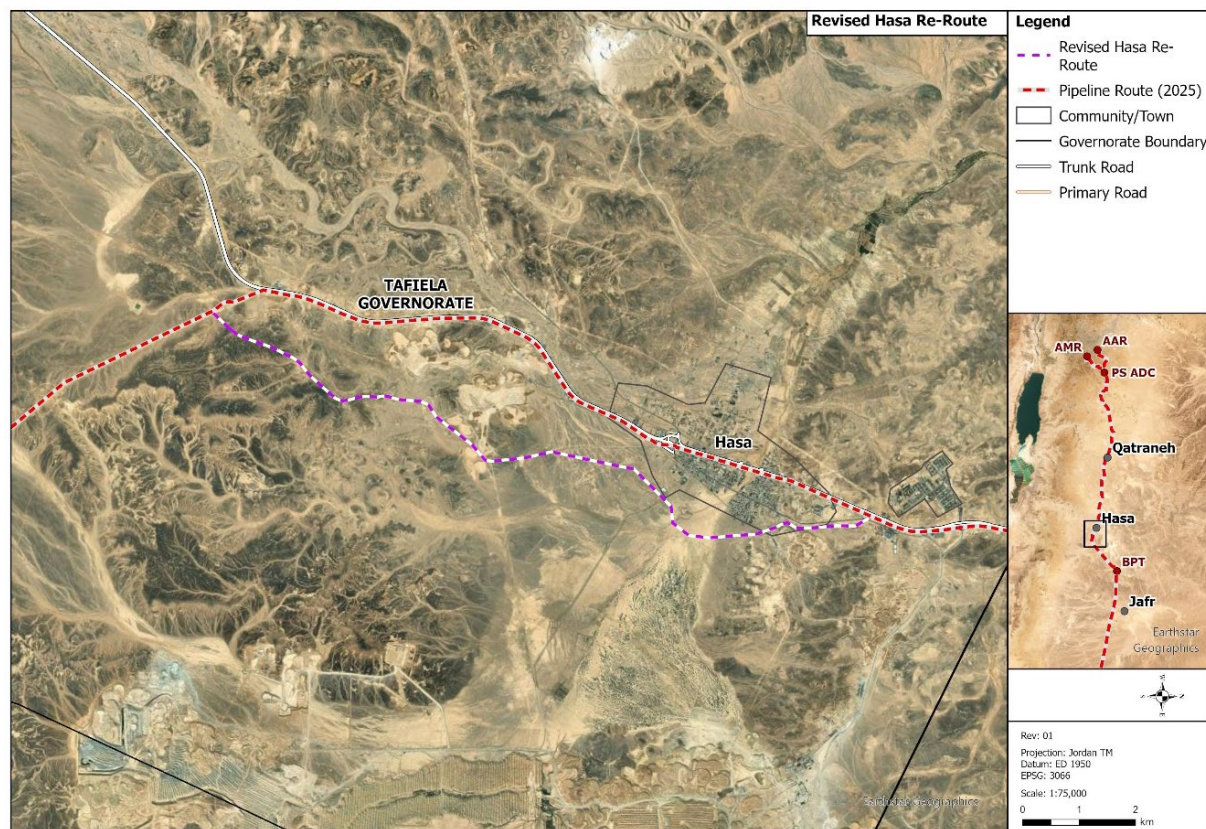 Revised Hasa Re-Route
TAFIELA
GOVERNORATE
Hasa
Earthstar Geographics
Legend
Revised Hasa Re-
Route
Pipeline Route (2025)
Community/Town
Governorate Boundary
Trunk Road
Primary Road
AMR
AAR
PS ADC
Qatraneh
Hasa
BPT
Jafr
Earthstar
Geographics
Rev: 01
Projection: Jordan TM
Datum: ED 1950
EPSG: 3066
Scale: 1:75,000
0 1 2
km